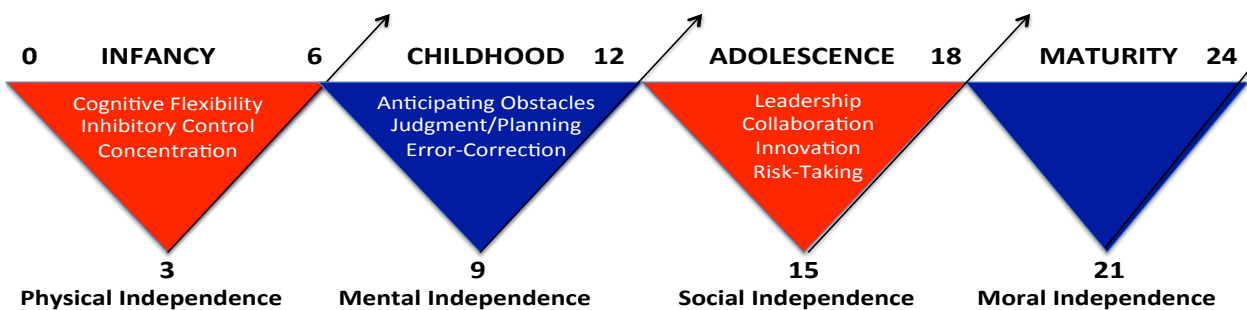 0 INFANCY 6 CHILDHOOD 12 ADOLESCENCE 18 MATURITY 24
Cognitive Flexibility
Inhibitory Control
Concentration
Anticipating Obstacles
Judgment/Planning
Error-Correction
Leadership
Collaboration
Innovation
Risk-Taking
3 9 15 21
Physical Independence Mental Independence Social Independence Moral Independence